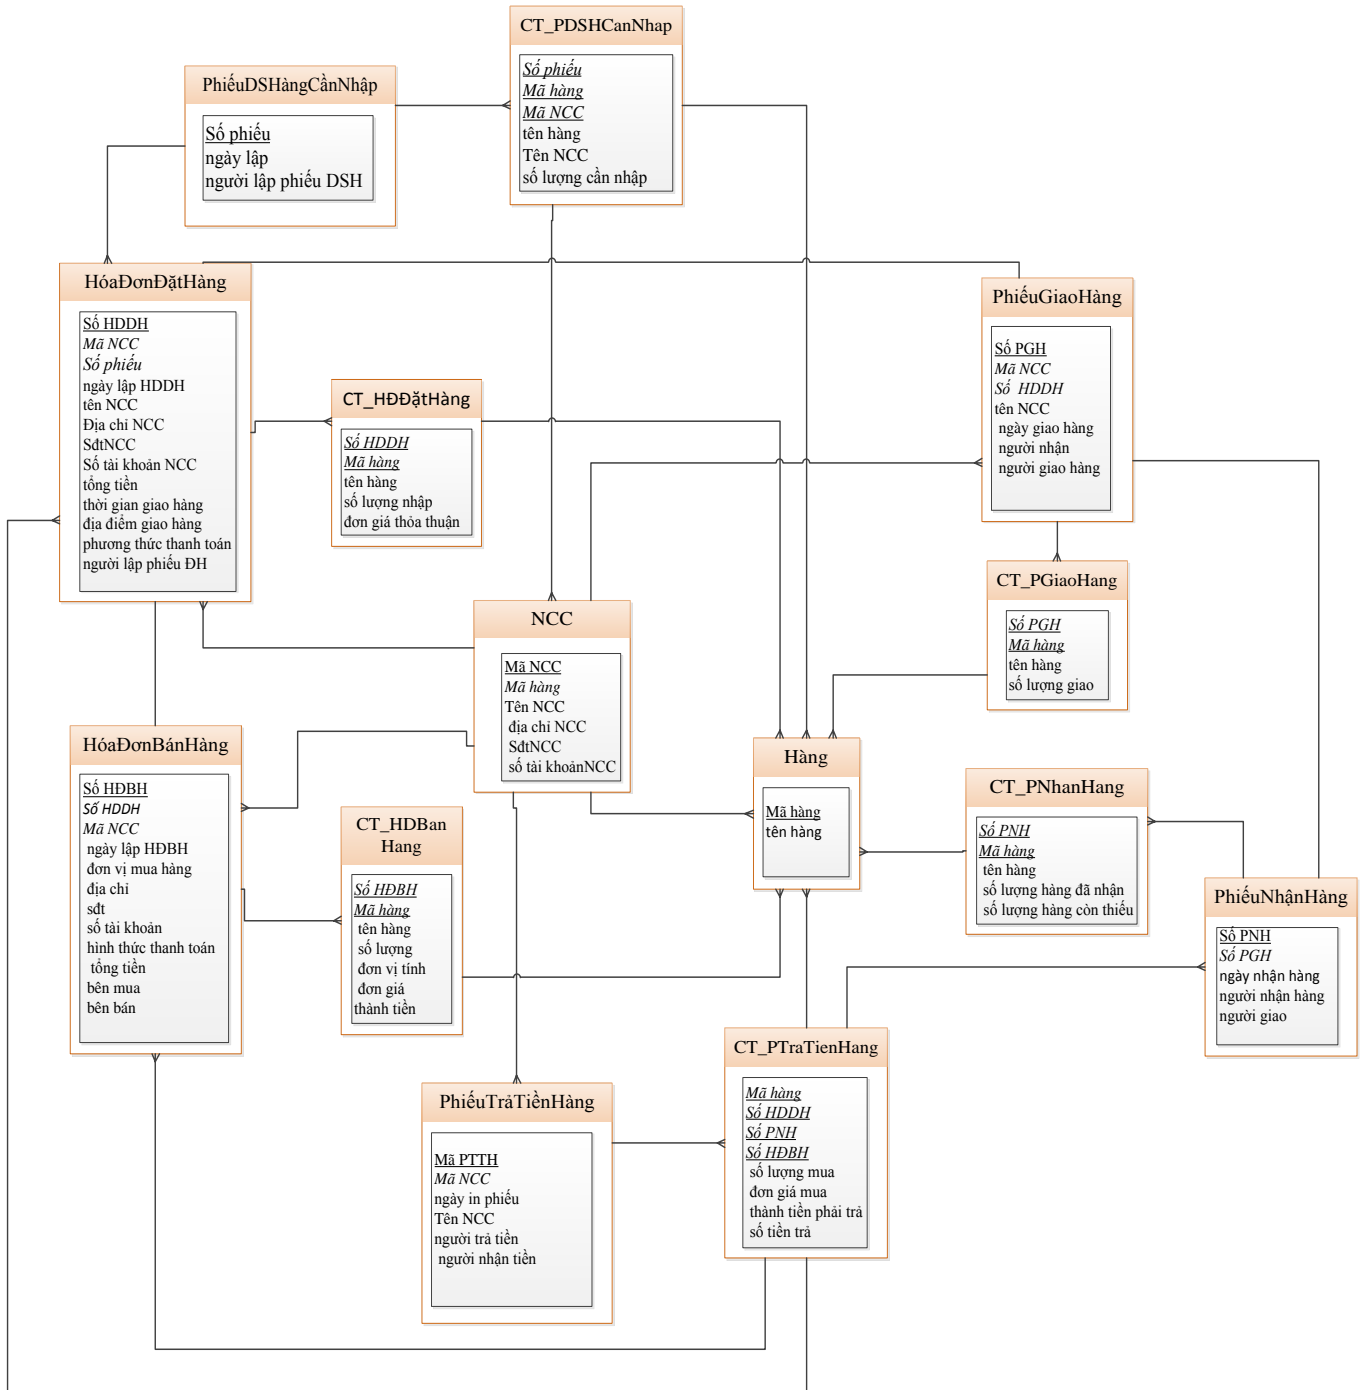 CT_PDSHCanNhap
Số phiếu
Mã hàng
Mã NCC
tên hàng
Tên NCC
số lượng cần nhập
PhiếuDSHàngCầnNhập
Số phiếu
ngày lập
người lập phiếu DSH
HóaĐơnĐặtHàng
Số HDDH
Mã NCC
Số phiếu
ngày lập HDDH
tên NCC
Địa chỉ NCC
SđtNCC
Số tài khoản NCC
tổng tiền
thời gian giao hàng
địa điểm giao hàng
phương thức thanh toán
người lập phiếu ĐH
PhiếuGiaoHàng
Số PGH
Mã NCC
Số HDDH
tên NCC
ngày giao hàng
người nhận
người giao hàng
CT_HĐĐặtHàng
Số HDDH
Mã hàng
tên hàng
số lượng nhập
đơn giá thỏa thuận
CT_PGiaoHang
Số PGH
Mã hàng
tên hàng
số lượng giao
NCC
Mã NCC
Mã hàng
Tên NCC
địa chỉ NCC
SđtNCC
số tài khoảnNCC
HóaĐơnBánHàng
Số HĐBH
Số HDDH
Mã NCC
ngày lập HĐBH
đơn vị mua hàng
địa chỉ
sđt
số tài khoản
hình thức thanh toán
tổng tiền
bên mua
bên bán
Hàng
Mã hàng
tên hàng
CT_PNhanHang
Số PNH
Mã hàng
tên hàng
số lượng hàng đã nhận
số lượng hàng còn thiếu
CT_HDBan
Hang
Số HĐBH
Mã hàng
tên hàng
số lượng
đơn vị tính
đơn giá
thành tiền
PhiếuNhậnHàng
Số PNH
Số PGH
ngày nhận hàng
người nhận hàng
người giao
CT_PTraTienHang
Mã hàng
Số HDDH
Số PNH
Số HĐBH
số lượng mua
đơn giá mua
thành tiền phải trả
số tiền trả
PhiếuTrảTiềnHàng
Mã PTTH
Mã NCC
ngày in phiếu
Tên NCC
người trả tiền
người nhận tiền